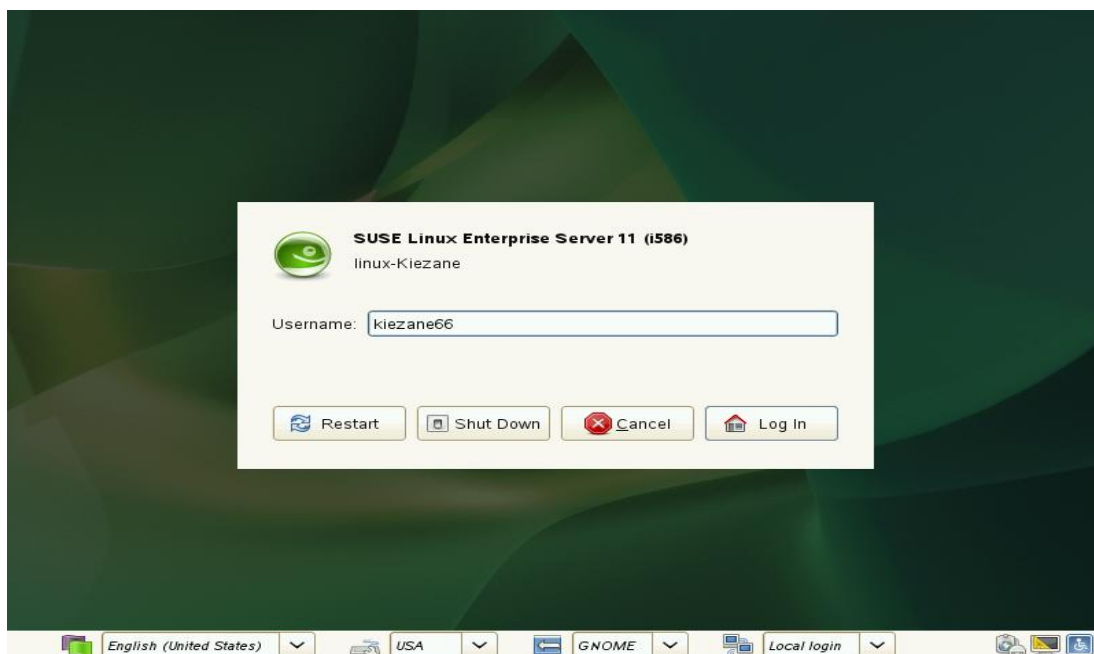 SUSE Linux Enterprise Server 11 (i586)
linux-Kiezane
Username: kiezane66
Restart Shut Down Cancel Log In
English (United States) USA GNOME Local login